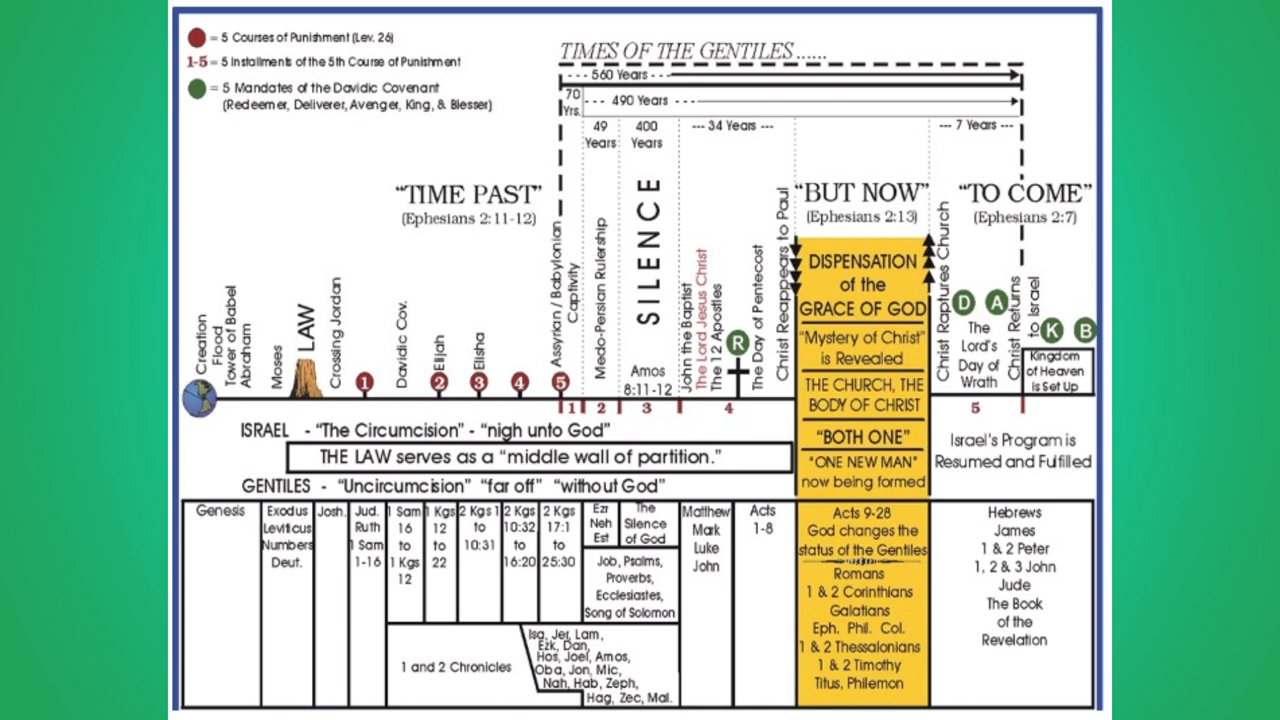 = 5 Courses of Punishment (Lev. 26)
1-5 = 5 Installments of the 5th Course of Punishment
= 5 Mandates of the Davidic Covenant
(Redeemer, Deliverer, Avenger, King, & Blesser)
TIMES OF THE GENTILES ......
--- 560 Years ---
70
Yrs.
--- 490 Years ---
49
Years
400
Years
--- 34 Years ---
--- 7 Years ---
“TIME PAST”
(Ephesians 2:11-12)
“BUT NOW”
(Ephesians 2:13)
“TO COME”
(Ephesians 2:7)
Creation
Flood
Tower of Babel
Abraham
Moses
LAW
Crossing Jordan
1
Davidic Cov.
Elijah
2
Elisha
3
4
Assyrian / Babylonian
Captivity
5
Medo-Persian Rulership
SILENCE
Amos
8:11-12
John the Baptist
The Lord Jesus Christ
The 12 Apostles
R
The Day of Pentecost
Christ Reappears to Paul
DISPENSATION
of the
GRACE OF GOD
“Mystery of Christ”
is Revealed
THE CHURCH, THE
BODY OF CHRIST
“BOTH ONE”
“ONE NEW MAN”
now being formed
Christ Raptures Church
D A
The
Lord's
Day of
Wrath
Christ Returns
to Israel
K B
Kingdom
of Heaven
is Set Up
1 2 3 4 5
ISRAEL - “The Circumcision” - “nigh unto God”
THE LAW serves as a “middle wall of partition.”
GENTILES - “Uncircumcision” “far off” “without God”
Israel's Program is
Resumed and Fulfilled
Genesis
Exodus
Leviticus
Numbers
Deut.
Josh.
Jud.
Ruth
1 Sam
1-16
1 Sam
16
to
1 Kgs
12
1 Kgs
12
to
22
2 Kgs 1
to
10:31
2 Kgs
10:32
to
16:20
2 Kgs
17:1
to
25:30
Ezr
Neh
Est
The
Silence
of God
Job, Psalms,
Proverbs,
Ecclesiastes,
Song of Solomon
1 and 2 Chronicles
Isa, Jer, Lam,
Ezk, Dan,
Hos, Joel, Amos,
Oba, Jon, Mic,
Nah, Hab, Zeph,
Hag, Zec, Mal.
Matthew
Mark
Luke
John
Acts
1-8
Acts 9-28
God changes the
status of the Gentiles
Romans
1 & 2 Corinthians
Galatians
Eph. Phil. Col.
1 & 2 Thessalonians
1 & 2 Timothy
Titus, Philemon
Hebrews
James
1 & 2 Peter
1, 2 & 3 John
Jude
The Book
of the
Revelation